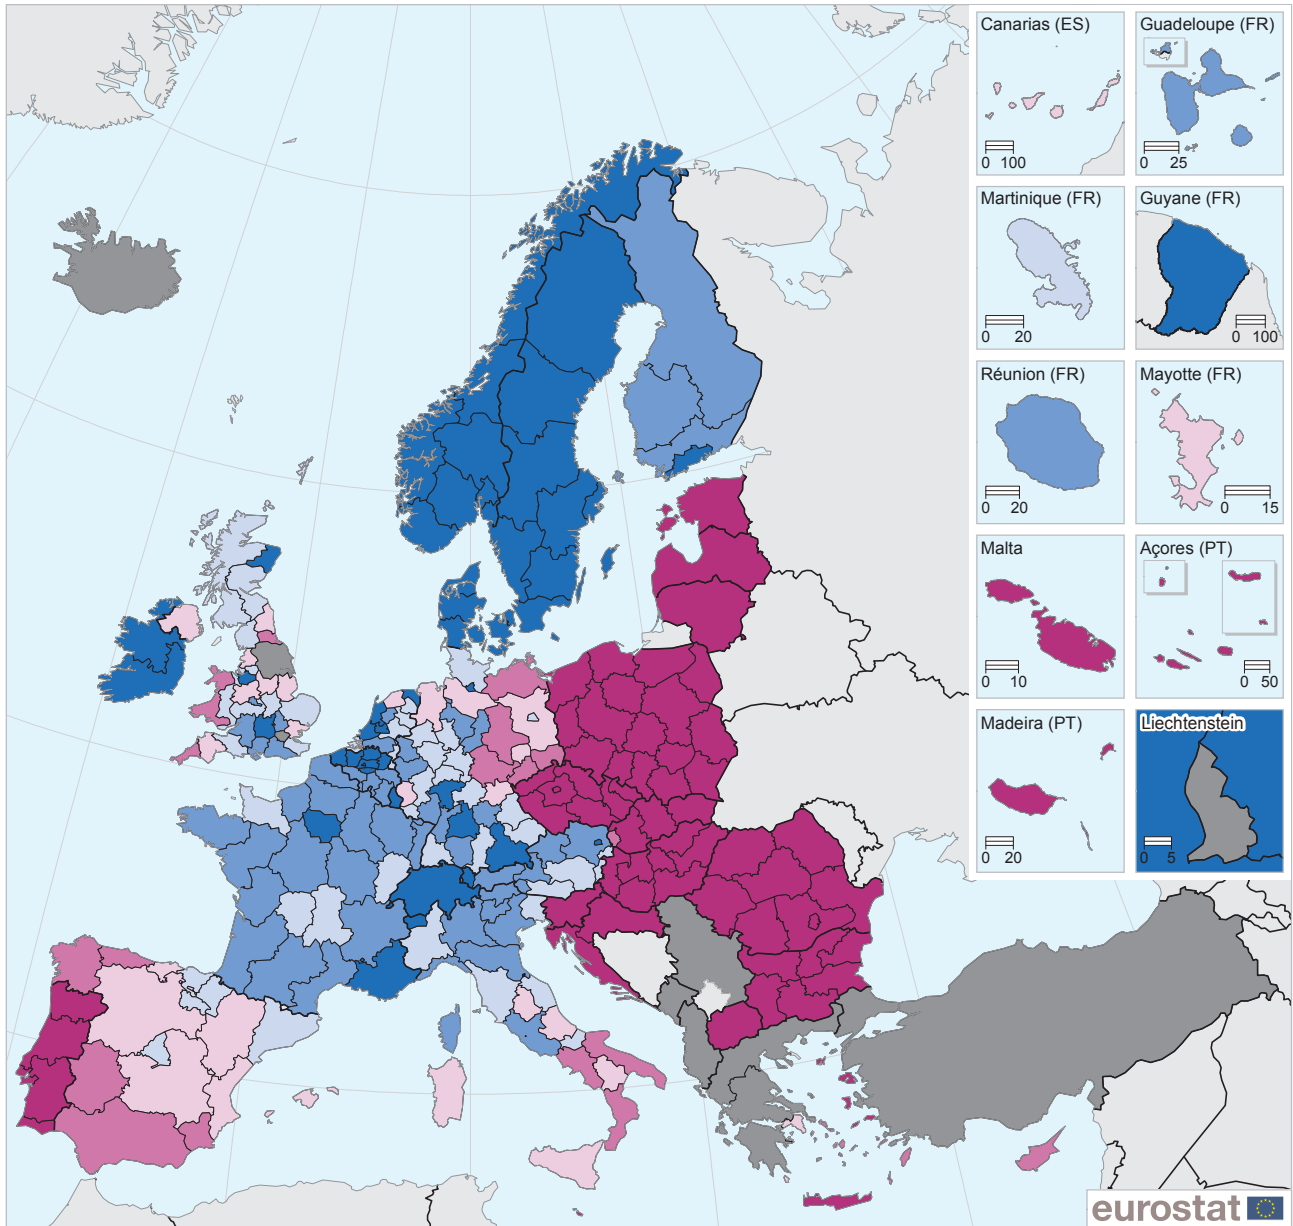 Canarias (ES)
0 100
Guadeloupe (FR)
0 25
Martinique (FR)
0 20
Guyane (FR)
0 100
Réunion (FR)
0 20
Mayotte (FR)
0 15
Malta
0 10
Açores (PT)
0 50
Madeira (PT)
0 20
Liechtenstein
0 5
eurostat